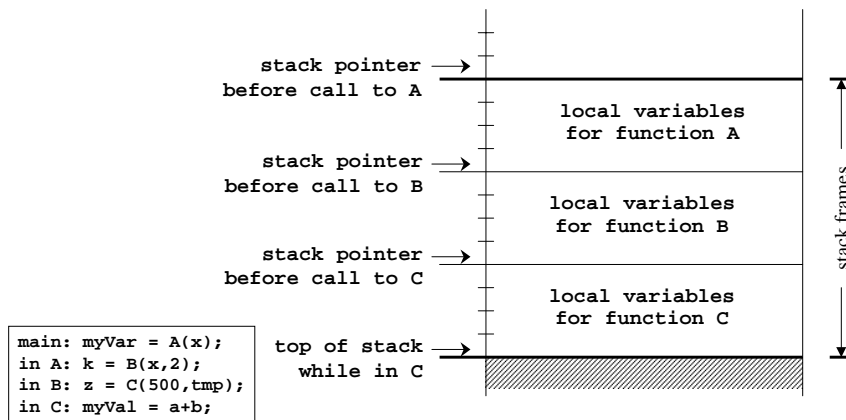 stack pointer
before call to A
local variables
for function A
stack pointer
before call to B
local variables
for function B
stack pointer
before call to C
local variables
for function C
top of stack
while in C
stack frames
main: myVar = A(x);
in A: k = B(x,2);
in B: z = C(500,tmp);
in C: myVal = a+b;